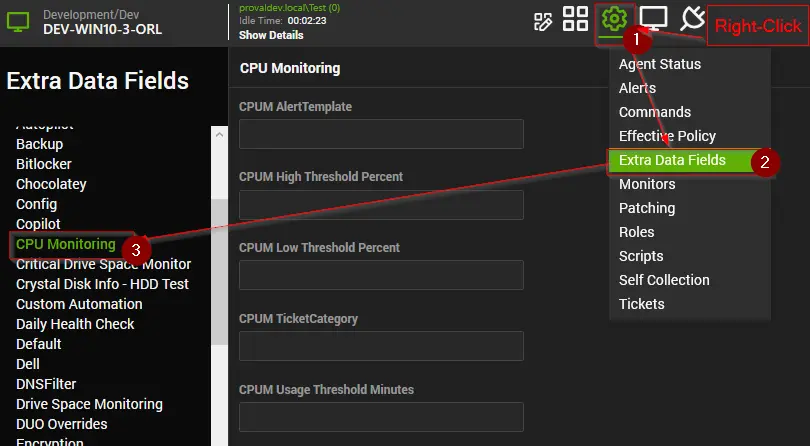 Development/Dev
DEV-WIN10-3-ORL
provaldev.local\Test (0)
Idle Time: 00:02:23
Show Details
1
Right-Click
Extra Data Fields
Autopilot
Backup
Bitlocker
Chocolatey
Config
Copilot
CPU Monitoring
3
Critical Drive Space Monitor
Crystal Disk Info - HDD Test
Custom Automation
Daily Health Check
Default
Dell
DNSFilter
Drive Space Monitoring
DUO Overrides
Encryption
CPU Monitoring
CPUM AlertTemplate
CPUM High Threshold Percent
CPUM Low Threshold Percent
CPUM TicketCategory
CPUM Usage Threshold Minutes
Agent Status
Alerts
Commands
Effective Policy
Extra Data Fields
2
Monitors
Patching
Roles
Scripts
Self Collection
Tickets